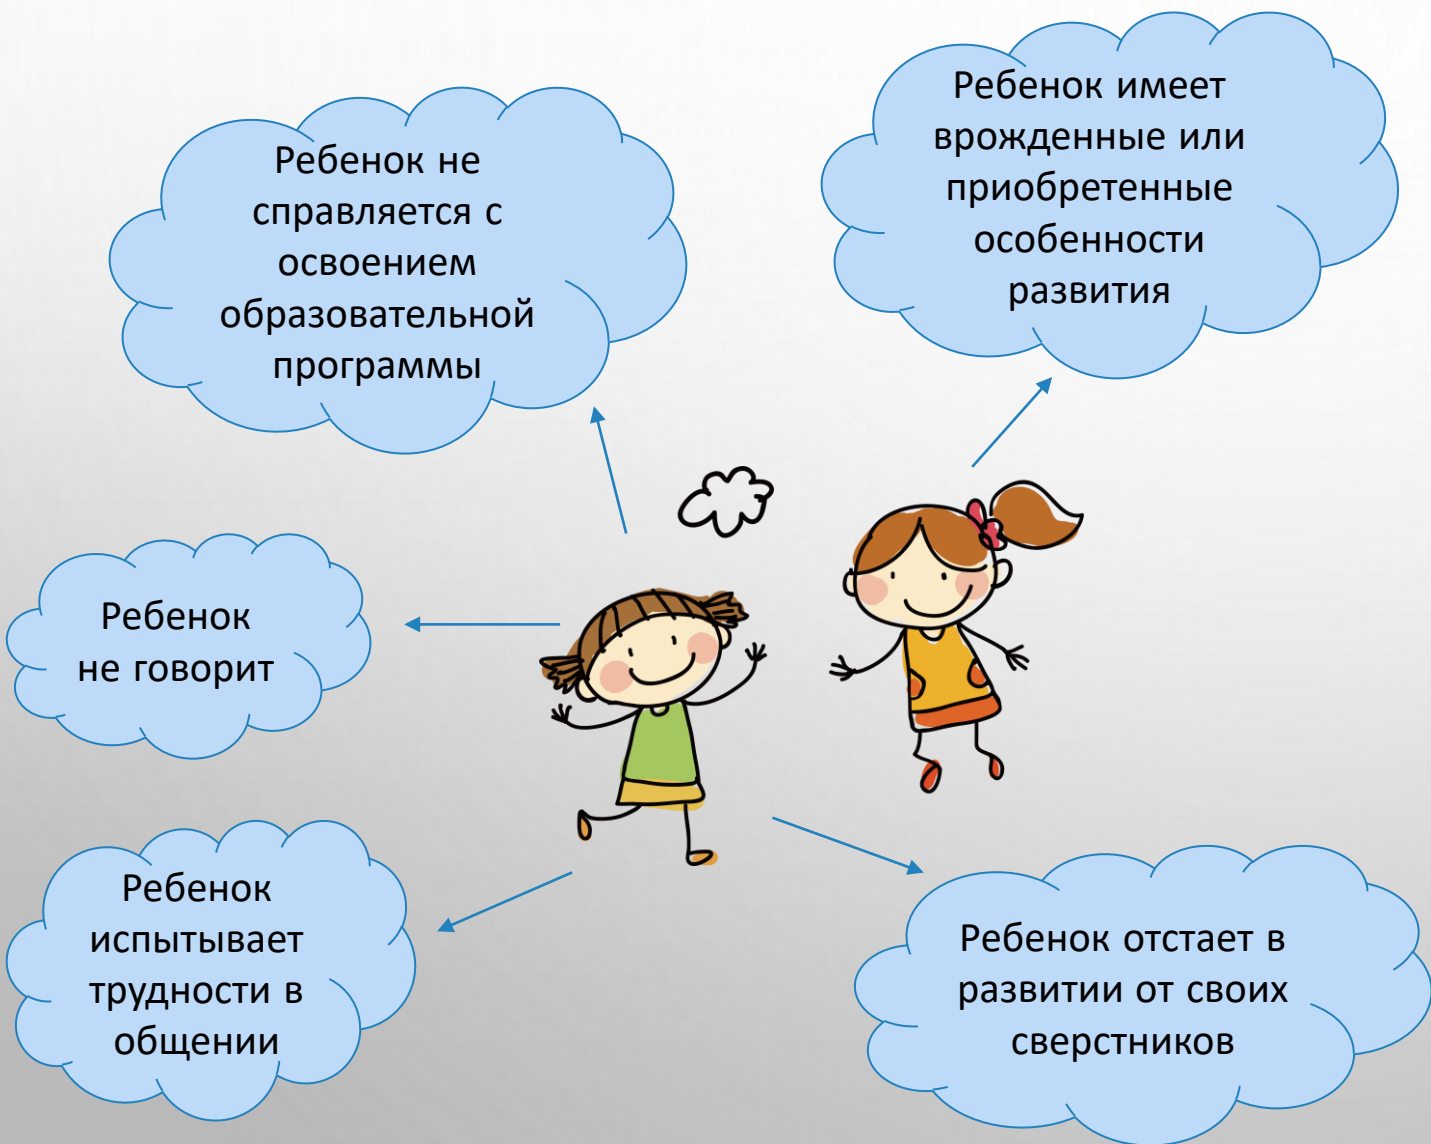 Ребенок не
справляется с
освоением
образовательной
программы
Ребенок имеет
врожденные или
приобретенные
особенности
развития
Ребенок
не говорит
Ребенок
испытывает
трудности в
общении
Ребенок отстает в
развитии от своих
сверстников